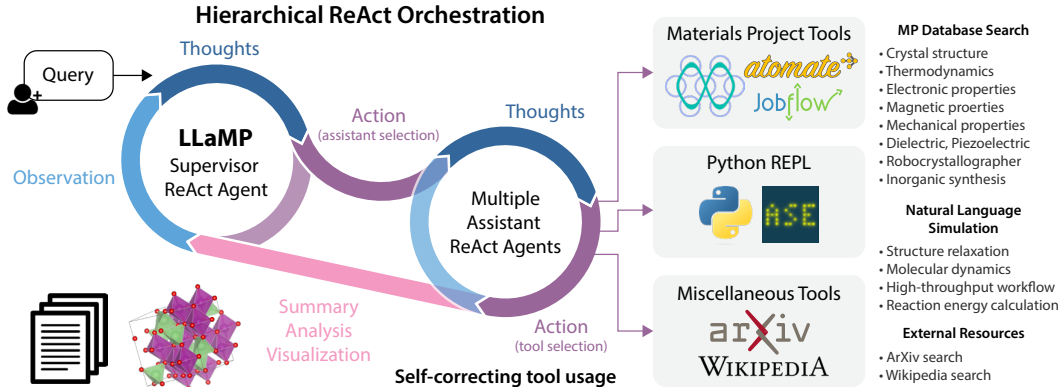 Hierarchical ReAct Orchestration
Query
Thoughts
LLaMP
Supervisor
ReAct Agent
Observation
Action
(assistant selection)
Thoughts
Multiple
Assistant
ReAct Agents
Summary
Analysis
Visualization
Action
(tool selection)
Self-correcting tool usage
Materials Project Tools
atomate
Jobflow
Python REPL
ASE
Miscellaneous Tools
arXiv
WIKIPEDIA
MP Database Search
• Crystal structure
• Thermodynamics
• Electronic properties
• Magnetic proerties
• Mechanical properties
• Dielectric, Piezoelectric
• Robocrystallographer
• Inorganic synthesis
Natural Language
Simulation
• Structure relaxation
• Molecular dynamics
• High-throughput workflow
• Reaction energy calculation
External Resources
• ArXiv search
• Wikipedia search